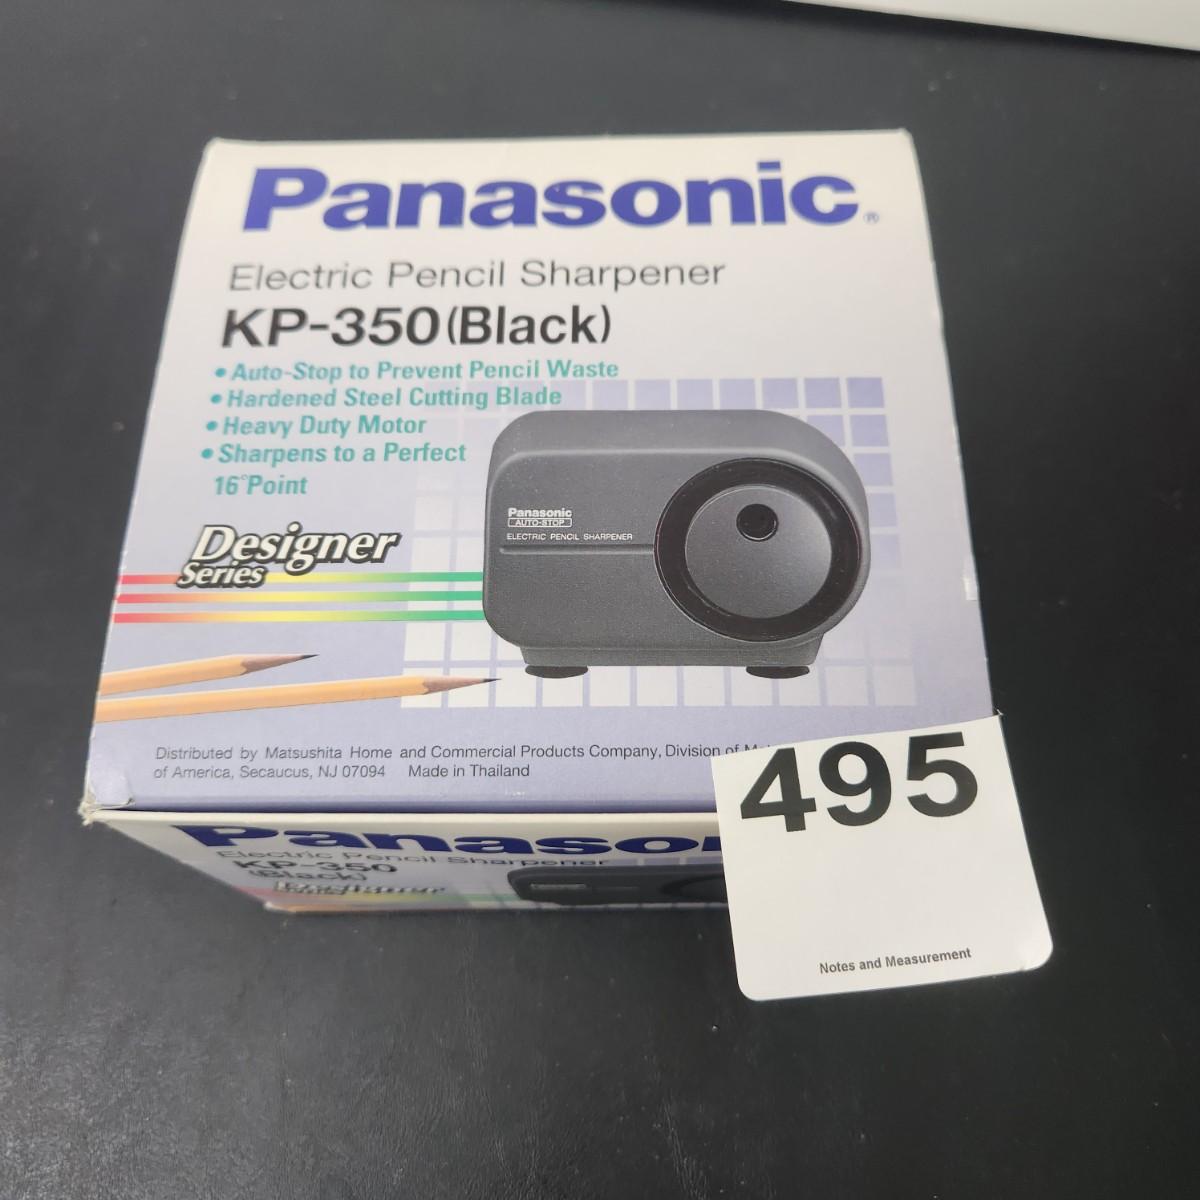 Panasonic®
Electric Pencil Sharpener
KP-350(Black)
• Auto-Stop to Prevent Pencil Waste
• Hardened Steel Cutting Blade
• Heavy Duty Motor
• Sharpens to a Perfect
16°Point
Panasonic
AUTO-STOP
ELECTRIC PENCIL SHARPENER
Designer
Series
Distributed by Matsushita Home and Commercial Products Company, Division of
of America, Secaucus, NJ 07094 Made in Thailand
495
Notes and Measurement
Panasonic
Electric Pencil Sharpener
KP-350
(Black)
Designer